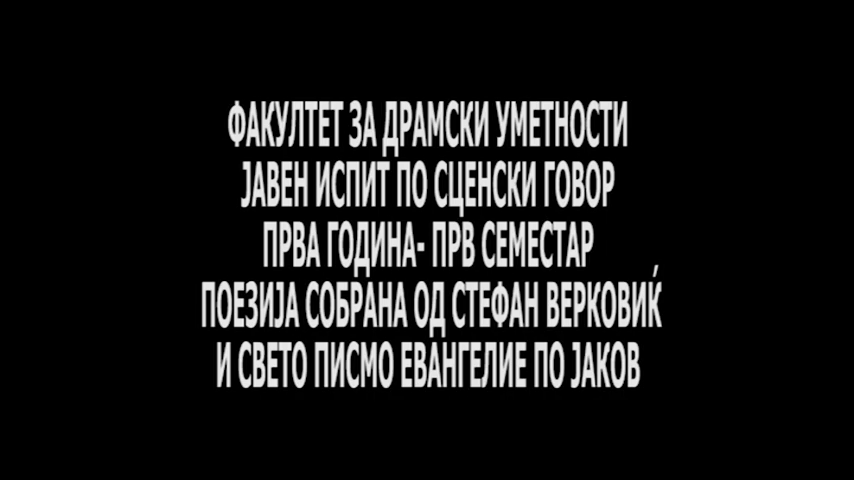 ФАКУЛТЕТ ЗА ДРАМСКИ УМЕТНОСТИ
ЈАВЕН ИСПИТ ПО СЦЕНСКИ ГОВОР
ПРВА ГОДИНА- ПРВ СЕМЕСТАР
ПОЕЗИЈА СОБРАНА ОД СТЕФАН ВЕРКОВИЌ
И СВЕТО ПИСМО ЕВАНГЕЛИЕ ПО ЈАКОВ